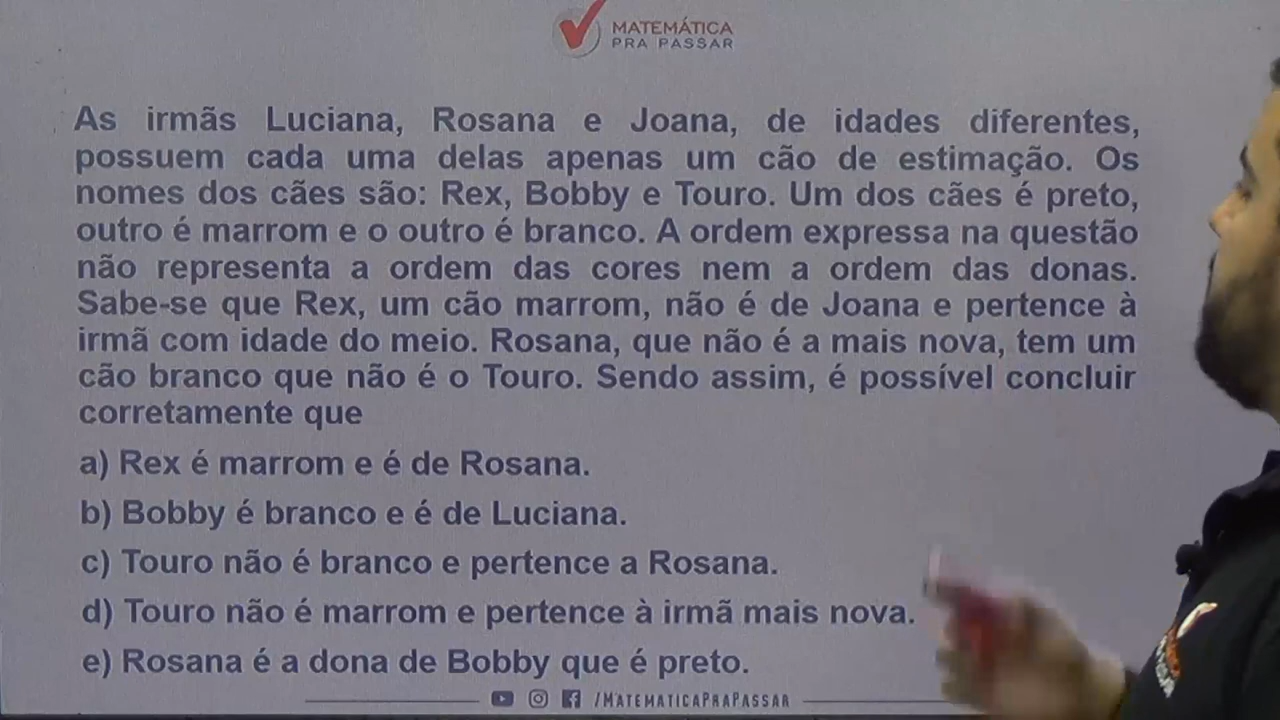 MATEMÁTICA
PRA PASSAR
As irmãs Luciana, Rosana e Joana, de idades diferentes,
possuem cada uma delas apenas um cão de estimação. Os
nomes dos cães são: Rex, Bobby e Touro. Um dos cães é preto,
outro é marrom e o outro é branco. A ordem expressa na questão
não representa a ordem das cores nem a ordem das donas.
Sabe-se que Rex, um cão marrom, não é de Joana e pertence à
irmã com idade do meio. Rosana, que não é a mais nova, tem um
cão branco que não é o Touro. Sendo assim, é possível concluir
corretamente que
a) Rex é marrom e é de Rosana.
b) Bobby é branco e é de Luciana.
c) Touro não é branco e pertence a Rosana.
d) Touro não é marrom e pertence à irmã mais nova.
e) Rosana é a dona de Bobby que é preto.
/MATEMATICAPRAPASSAR